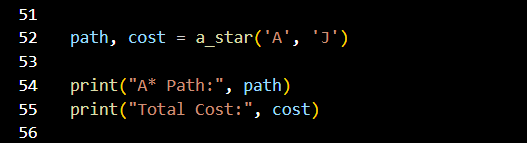 51
52 path, cost = a_star('A', 'J')
53
54 print("A* Path:", path)
55 print("Total Cost:", cost)
56